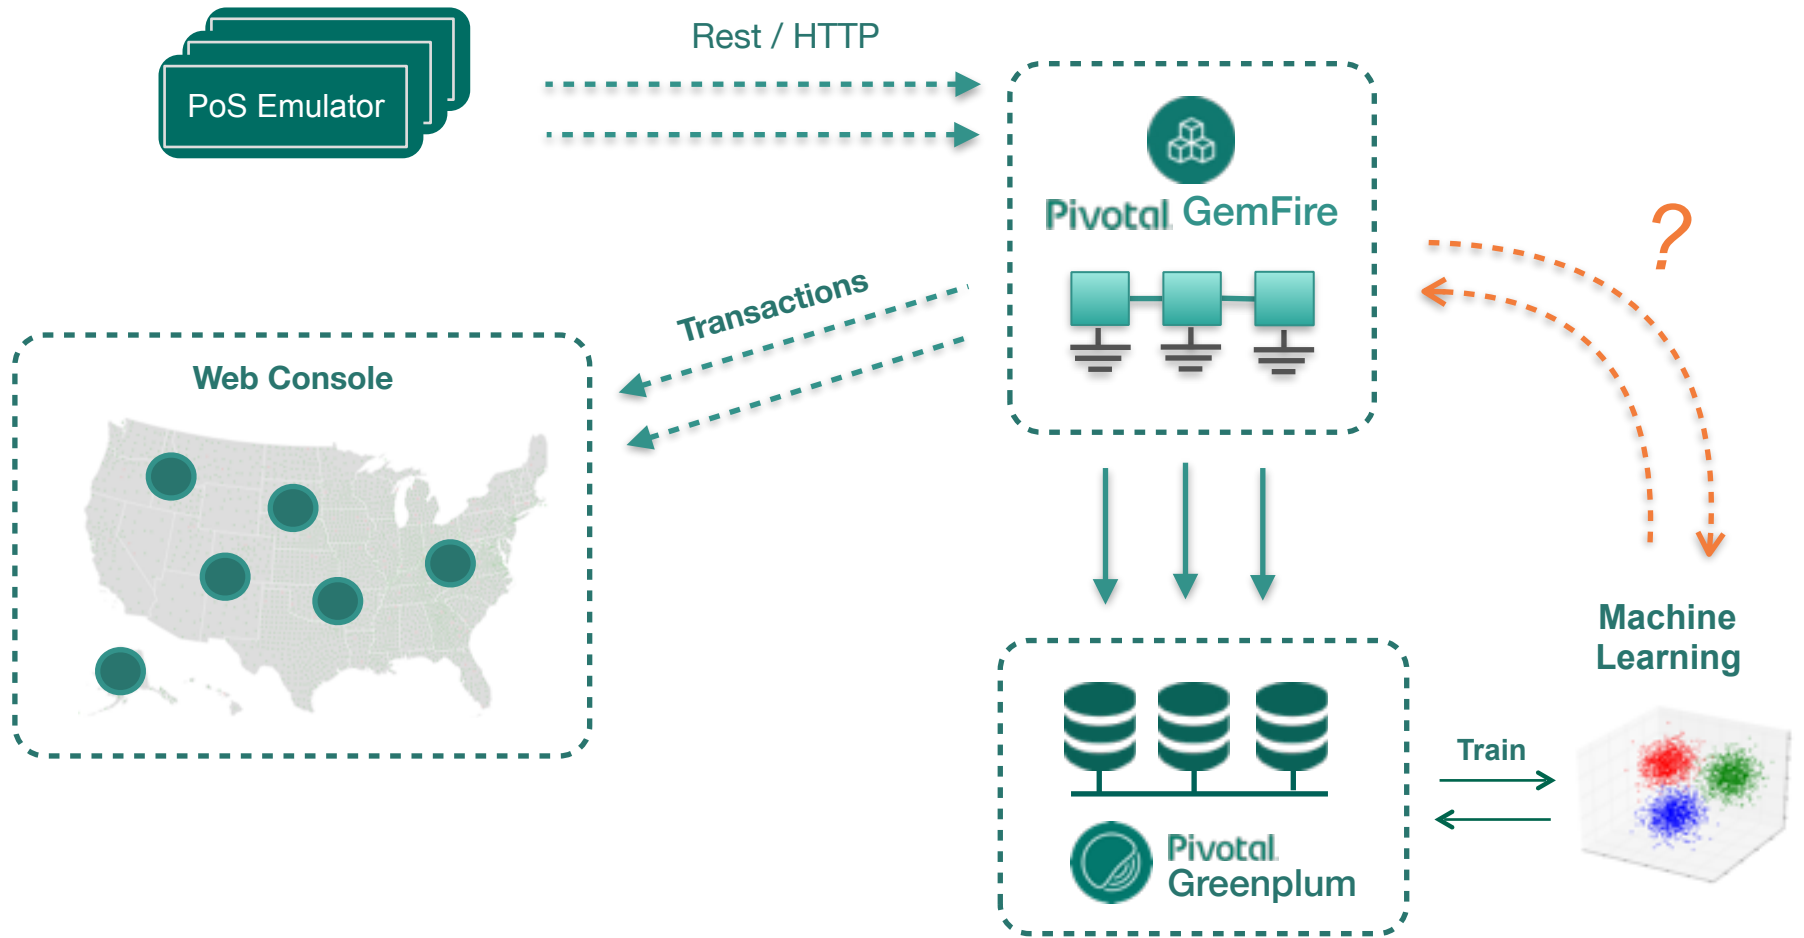 Rest / HTTP
PoS Emulator
Pivotal GemFire
?
Transactions
Web Console
Machine
Learning
Train
Pivotal
Greenplum